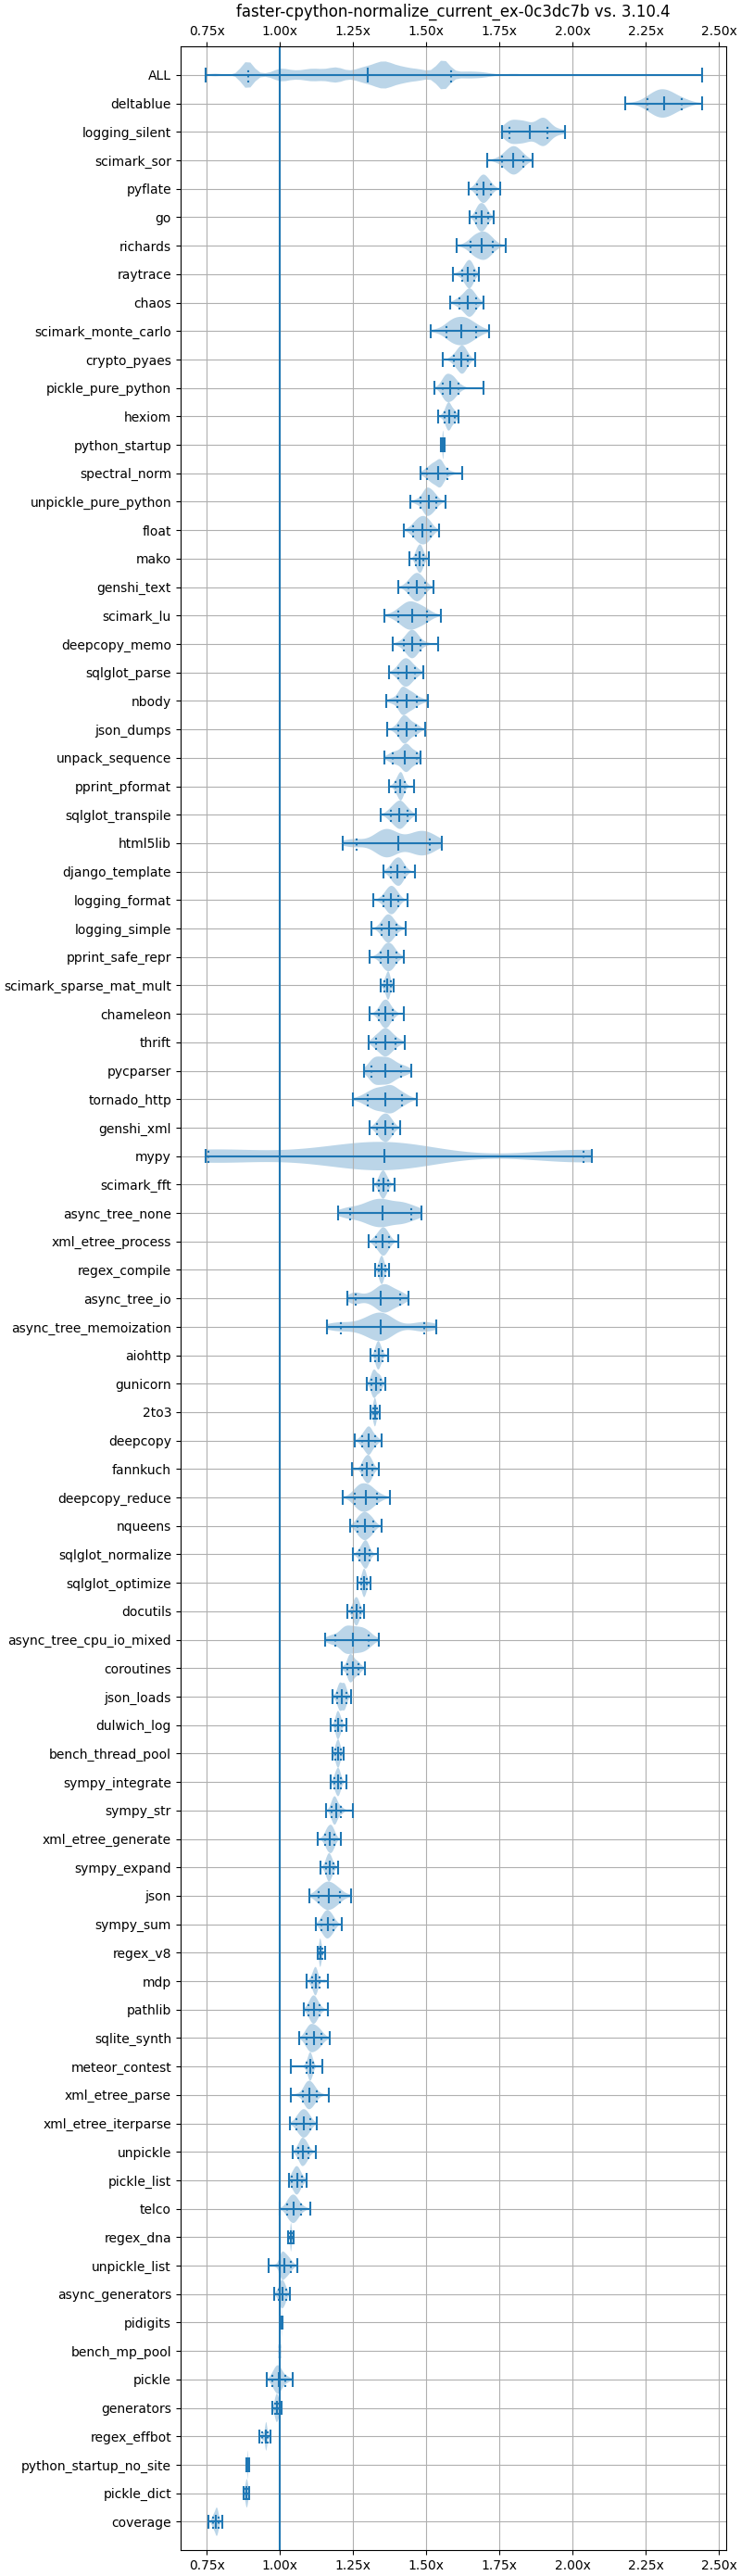 faster-cpython-normalize_current_ex-0c3dc7b vs. 3.10.4
0.75x 1.00x 1.25x 1.50x 1.75x 2.00x 2.25x 2.50x
ALL
deltablue
logging_silent
scimark_sor
pyflate
go
richards
raytrace
chaos
scimark_monte_carlo
crypto_pyaes
pickle_pure_python
hexiom
python_startup
spectral_norm
unpickle_pure_python
float
mako
genshi_text
scimark_lu
deepcopy_memo
sqlglot_parse
nbody
json_dumps
unpack_sequence
pprint_pformat
sqlglot_transpile
html5lib
django_template
logging_format
logging_simple
pprint_safe_repr
scimark_sparse_mat_mult
chameleon
thrift
pycparser
tornado_http
genshi_xml
mypy
scimark_fft
async_tree_none
xml_etree_process
regex_compile
async_tree_io
async_tree_memoization
aiohttp
gunicorn
2to3
deepcopy
fannkuch
deepcopy_reduce
nqueens
sqlglot_normalize
sqlglot_optimize
docutils
async_tree_cpu_io_mixed
coroutines
json_loads
dulwich_log
bench_thread_pool
sympy_integrate
sympy_str
xml_etree_generate
sympy_expand
json
sympy_sum
regex_v8
mdp
pathlib
sqlite_synth
meteor_contest
xml_etree_parse
xml_etree_iterparse
unpickle
pickle_list
telco
regex_dna
unpickle_list
async_generators
pidigits
bench_mp_pool
pickle
generators
regex_effbot
python_startup_no_site
pickle_dict
coverage
0.75x 1.00x 1.25x 1.50x 1.75x 2.00x 2.25x 2.50x